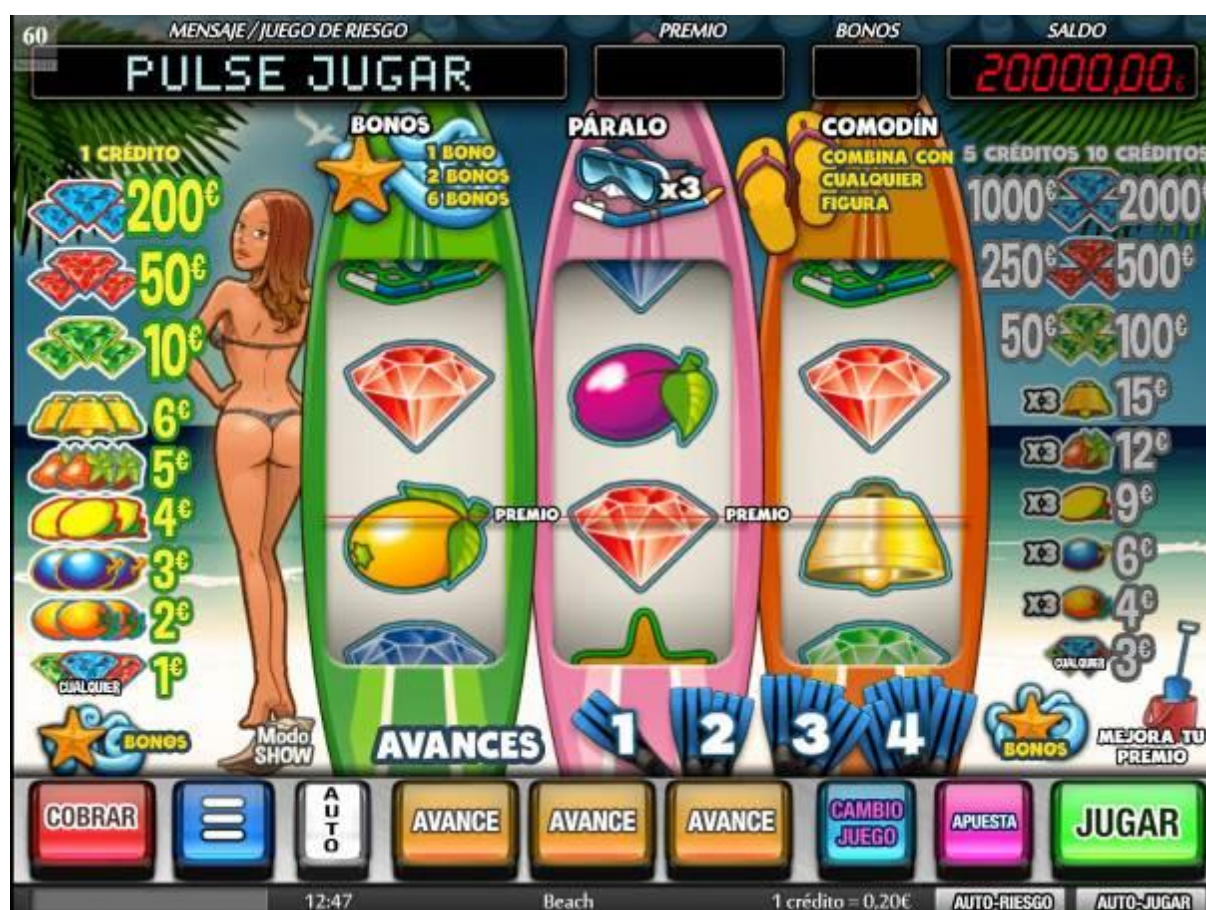 60
MENSAJE/JUEGO DE RIESGO PREMIO BONOS SALDO
PULSE JUGAR 20000,00€
BONOS PÁRALO COMODÍN
1 BONO
2 BONOS
6 BONOS
x3
COMBINA CON
CUALQUIER
FIGURA
1 CRÉDITO
200€
50€
10€
6€
5€
4€
3€
2€
CUALQUIER 1€
BONOS
Modo
SHOW
5 CRÉDITOS 10 CRÉDITOS
1000€ 2000€
250€ 500€
50€ 100€
X3 15€
X3 12€
X3 9€
X3 6€
X3 4€
CUALQUIER 3€
PREMIO PREMIO
AVANCES 1 2 3 4
BONOS
MEJORA TU
PREMIO
COBRAR
AUTO
AVANCE AVANCE AVANCE
CAMBIO
JUEGO
APUESTA
JUGAR
12:47 Beach 1 crédito = 0,20€ AUTO-RIESGO AUTO-JUGAR